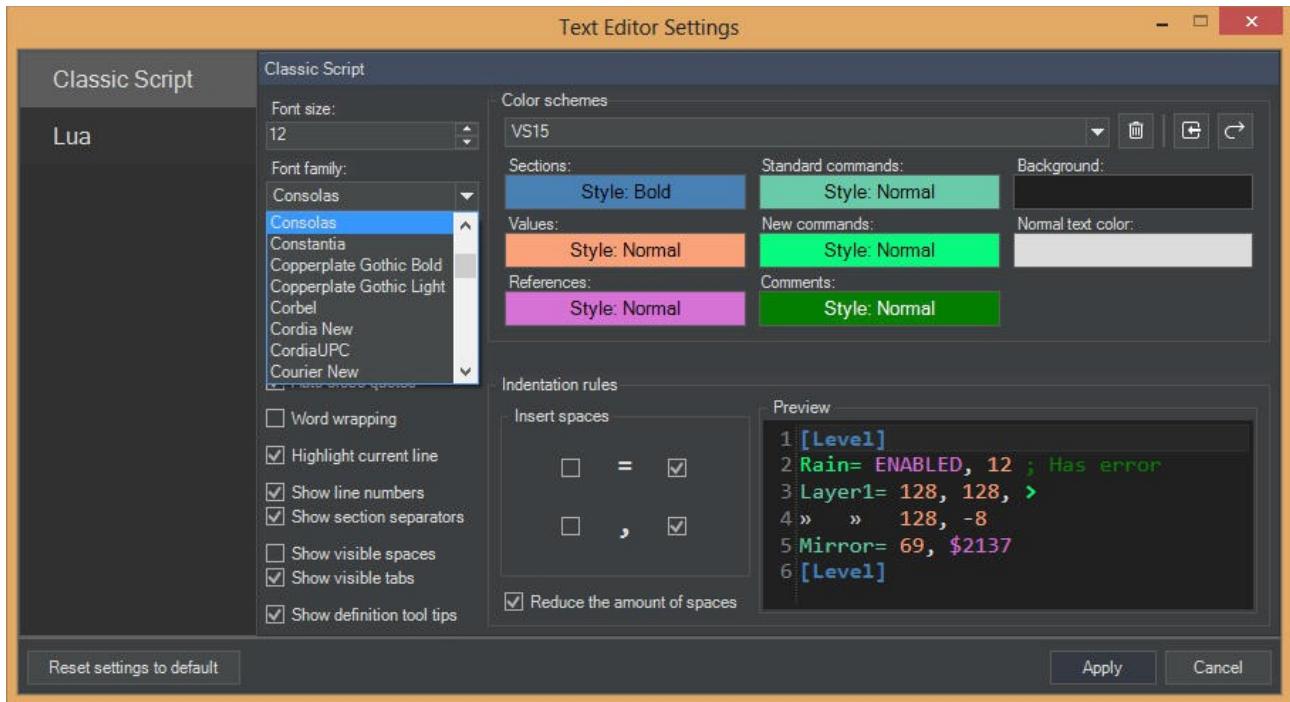 Text Editor Settings
Classic Script
Lua
Classic Script
Font size:
12
Font family:
Consolas
Consolas
Constantia
Copperplate Gothic Bold
Copperplate Gothic Light
Corbel
Cordia New
CordiaUPC
Courier New
Word wrapping
Highlight current line
Show line numbers
Show section separators
Show visible spaces
Show visible tabs
Show definition tool tips
Color schemes
VS15
Sections:
Style: Bold
Standard commands:
Style: Normal
Background:
Values:
Style: Normal
New commands:
Style: Normal
Normal text color:
References:
Style: Normal
Comments:
Style: Normal
Indentation rules
Insert spaces
=
,
Reduce the amount of spaces
Preview
1 [Level]
2 Rain= ENABLED, 12 ; Has error
3 Layer1= 128, 128, >
4 » » 128, -8
5 Mirror= 69, $2137
6 [Level]
Reset settings to default
Apply
Cancel